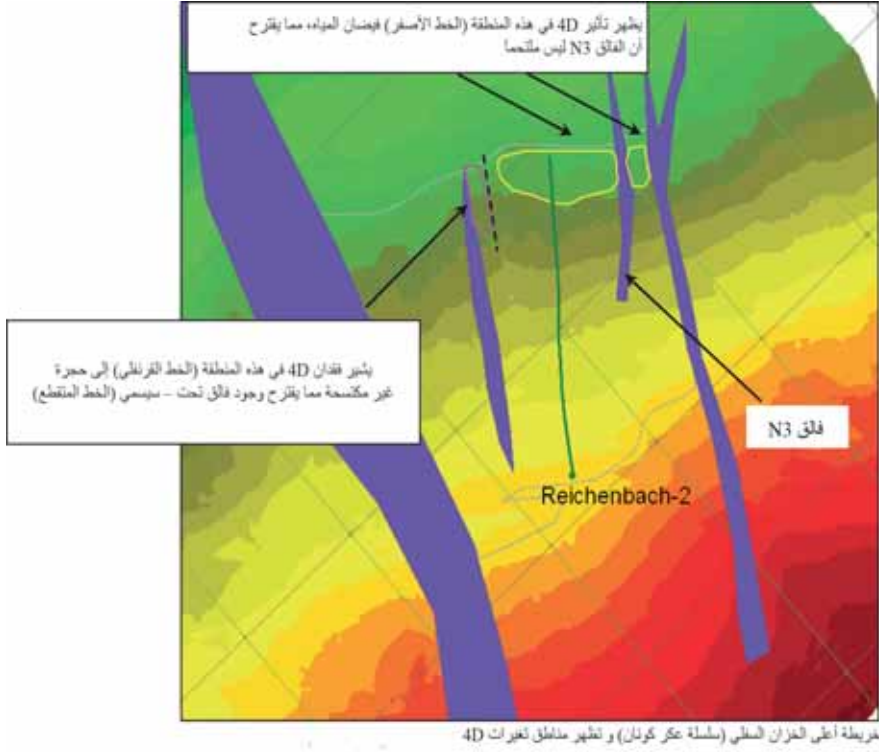 يظهر تأثير 4D في هذه المنطقة (الخط الأصفر) فيضان المياه، مما يقترح
أن الفالق N3 ليس ملتحما
يشير فقدان 4D في هذه المنطقة (الخط القرنفلي) إلى حجرة
غير مكتسحة مما يقترح وجود فالق تحت – سيسمي (الخط المتقطع)
فالق N3
Reichenbach-2
خريطة أعلى الخزان السفلي (سلسلة عكر كونان) و تظهر مناطق تغيرات 4D